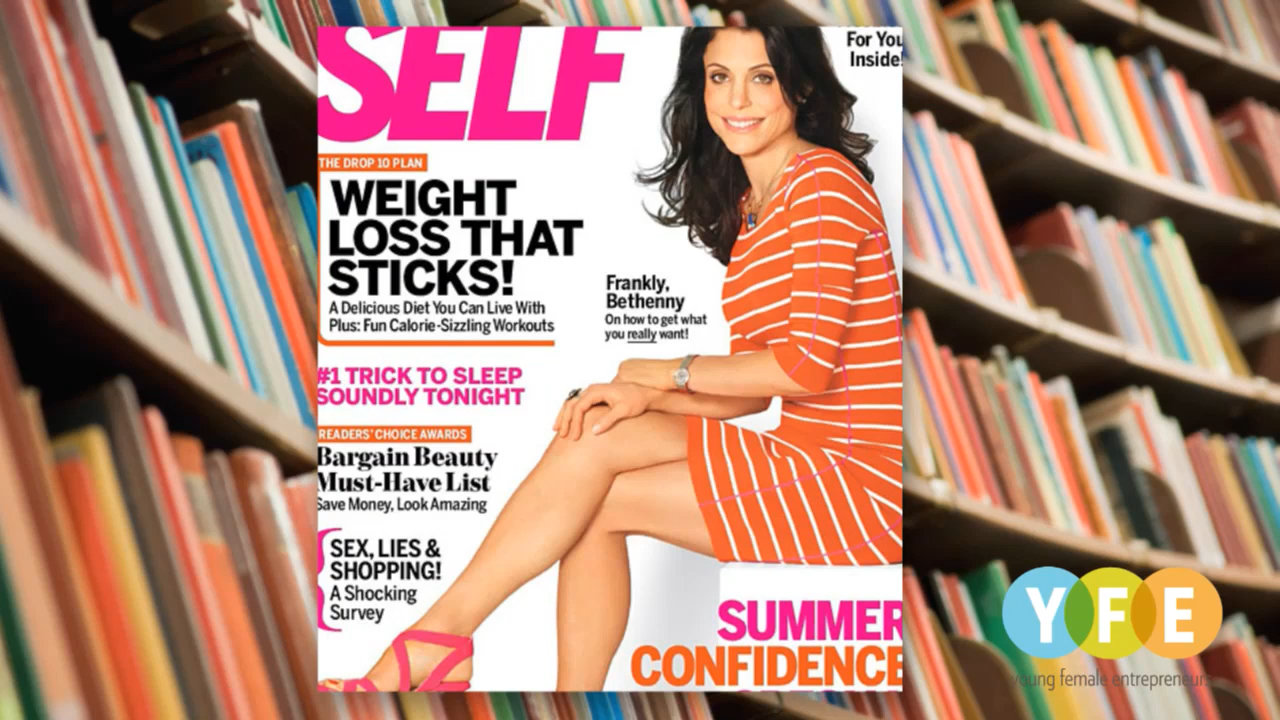 SELF
For You
Inside!
THE DROP 10 PLAN
WEIGHT
LOSS THAT
STICKS!
A Delicious Diet You Can Live With
Plus: Fun Calorie-Sizzling Workouts
Frankly,
Bethenny
On how to get what
you really want!
#1 TRICK TO SLEEP
SOUNDLY TONIGHT
READERS' CHOICE AWARDS
Bargain Beauty
Must-Have List
Save Money, Look Amazing
SEX, LIES &
SHOPPING!
A Shocking
Survey
SUMMER
CONFIDENCE
YFE
young female entrepreneurs